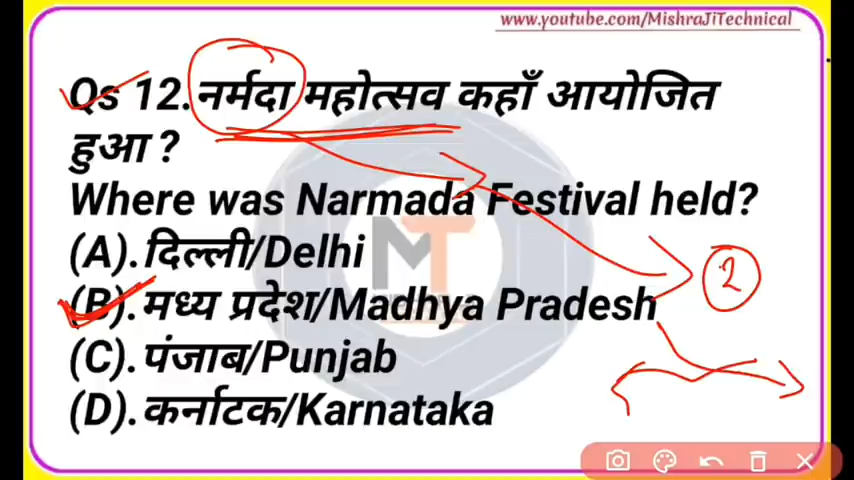 www.youtube.com/MishraJiTechnical
Qs 12.नर्मदा महोत्सव कहाँ आयोजित
हुआ?
Where was Narmada Festival held?
(A).दिल्ली/Delhi
(B).मध्य प्रदेश/Madhya Pradesh
(C).पंजाब/Punjab
(D).कर्नाटक/Karnataka
2
MT